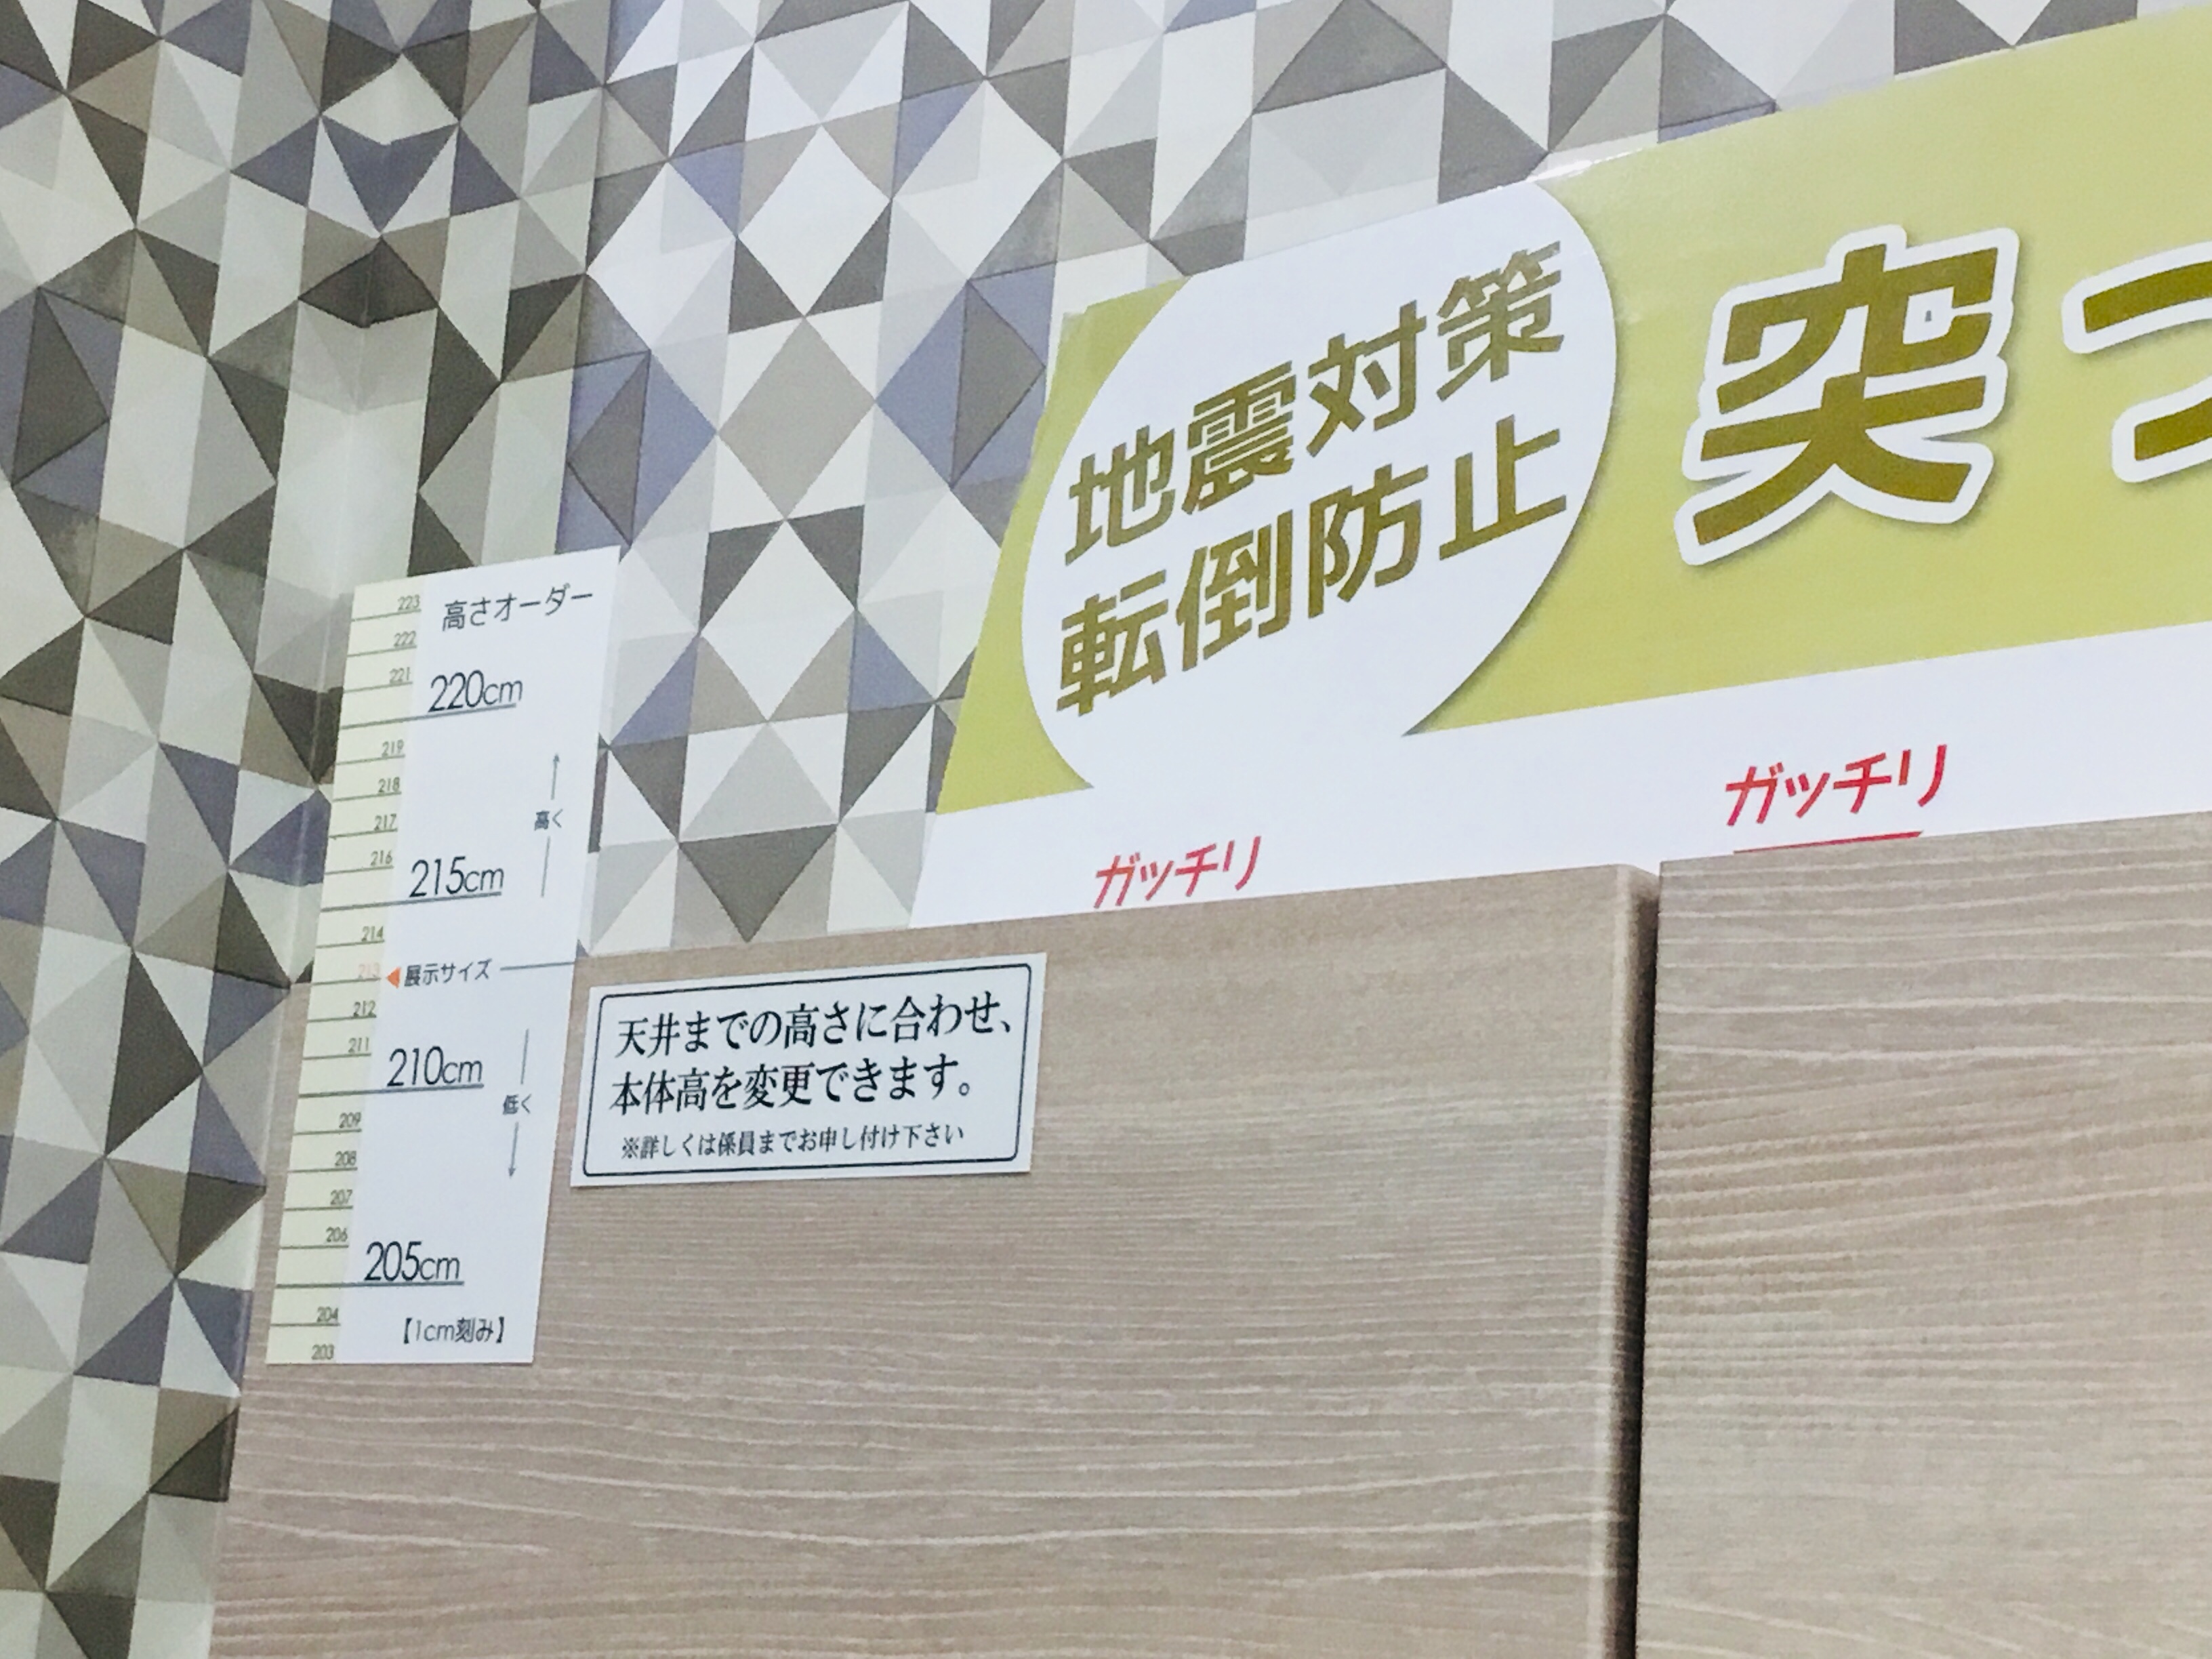 地震対策
転倒防止
突っ
ガッチリ
ガッチリ
高さオーダー
223
222
221
220cm
219
218
217
216
高く
215cm
214
213
展示サイズ
212
211
210cm
低く
209
208
207
206
205cm
204
203
【1cm刻み】
天井までの高さに合わせ、
本体高を変更できます。
※詳しくは係員までお申し付け下さい